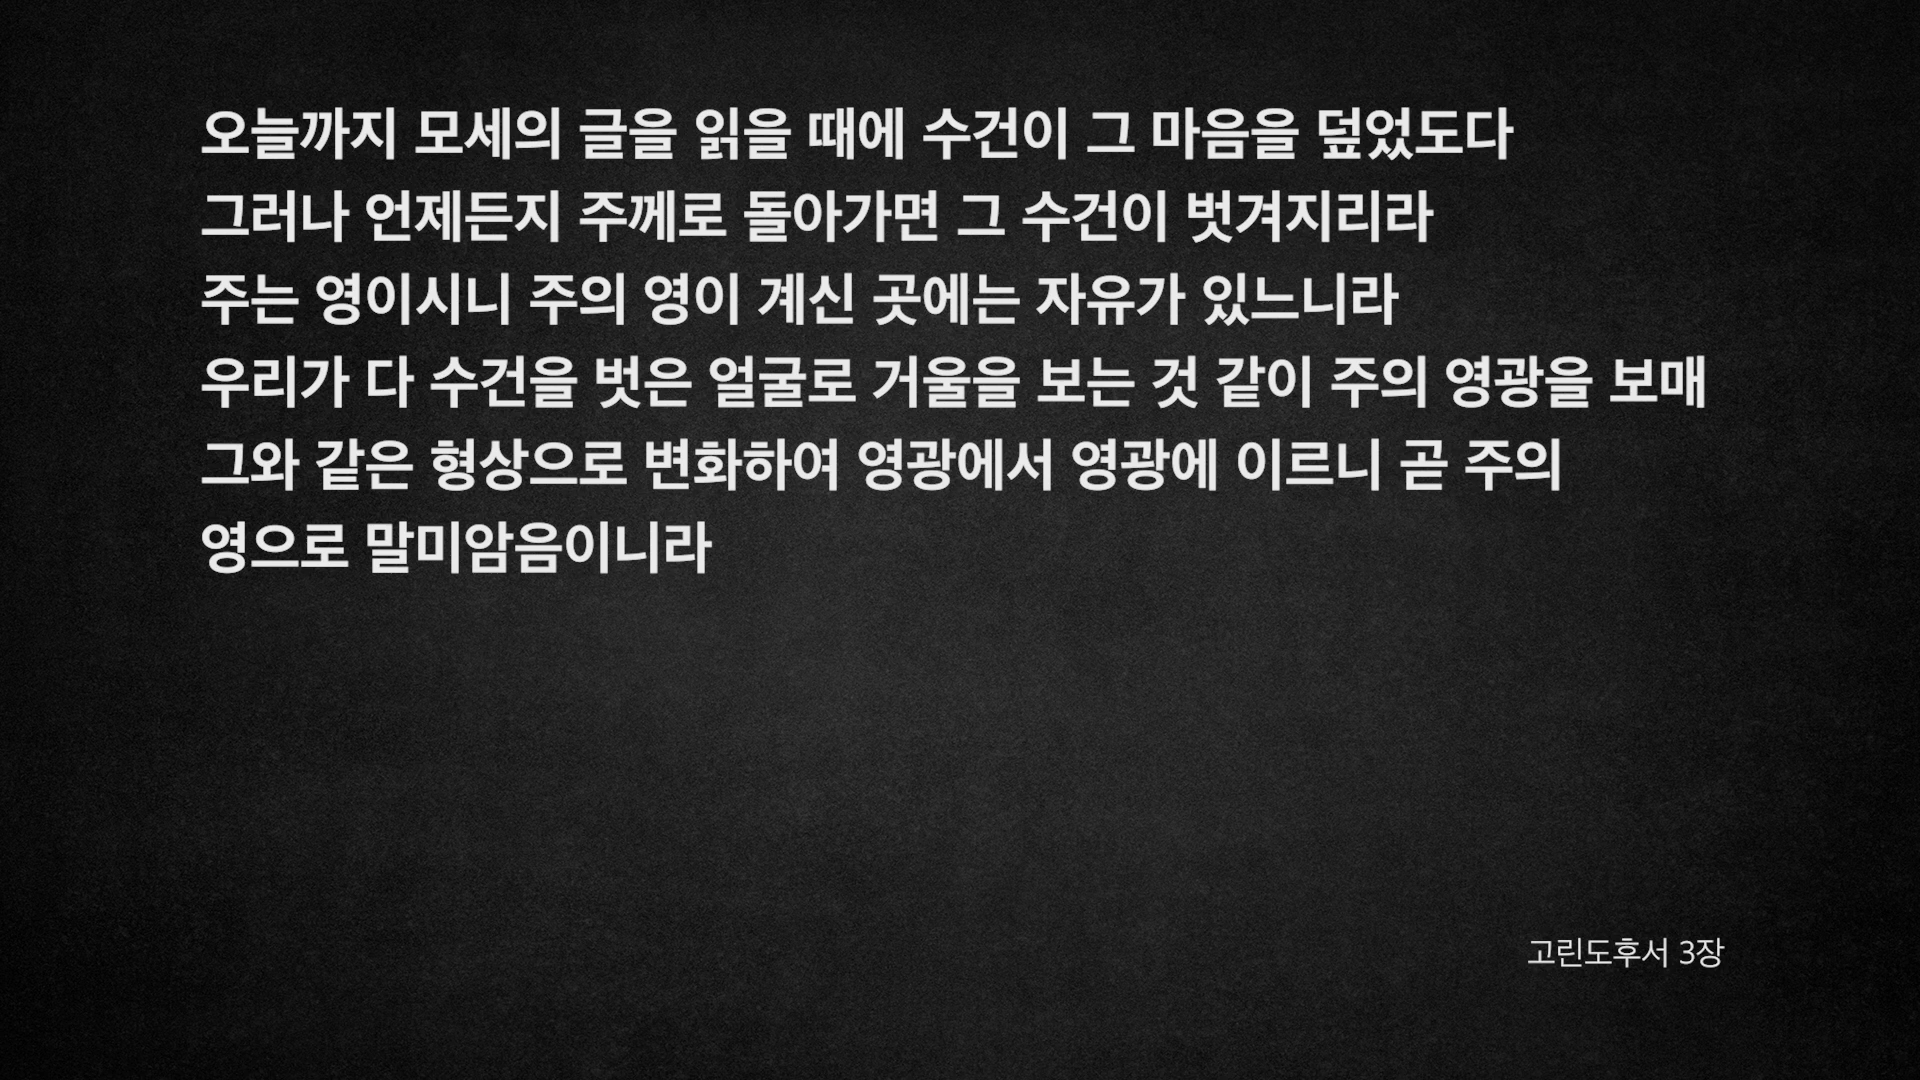 오늘까지 모세의 글을 읽을 때에 수건이 그 마음을 덮었도다
그러나 언제든지 주께로 돌아가면 그 수건이 벗겨지리라
주는 영이시니 주의 영이 계신 곳에는 자유가 있느니라
우리가 다 수건을 벗은 얼굴로 거울을 보는 것 같이 주의 영광을 보매
그와 같은 형상으로 변화하여 영광에서 영광에 이르니 곧 주의
영으로 말미암음이니라
고린도후서 3장